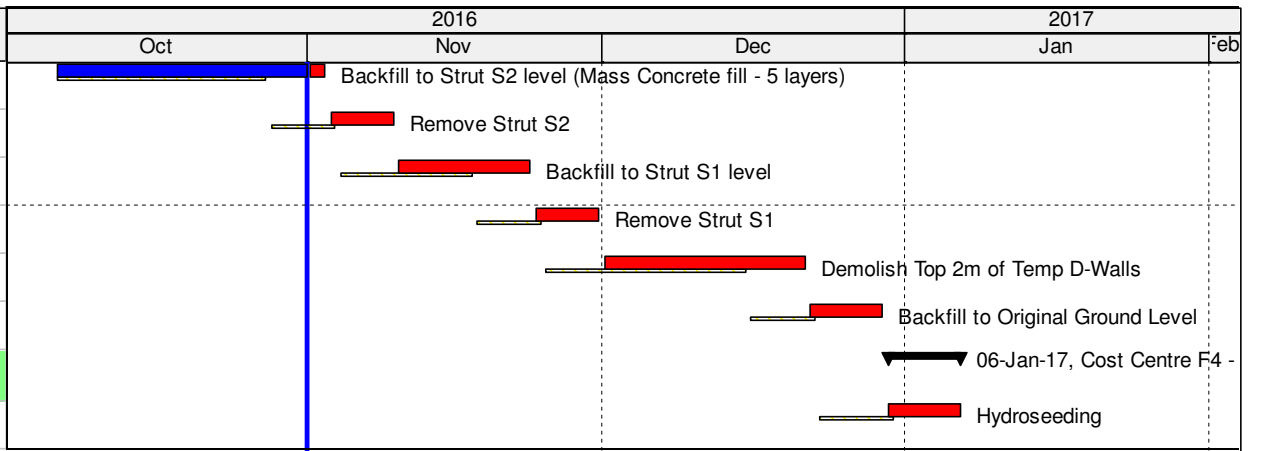 2016 2017
Oct Nov Dec Jan Feb
Backfill to Strut S2 level (Mass Concrete fill - 5 layers)
Remove Strut S2
Backfill to Strut S1 level
Remove Strut S1
Demolish Top 2m of Temp D-Walls
Backfill to Original Ground Level
06-Jan-17, Cost Centre F4 -
Hydroseeding